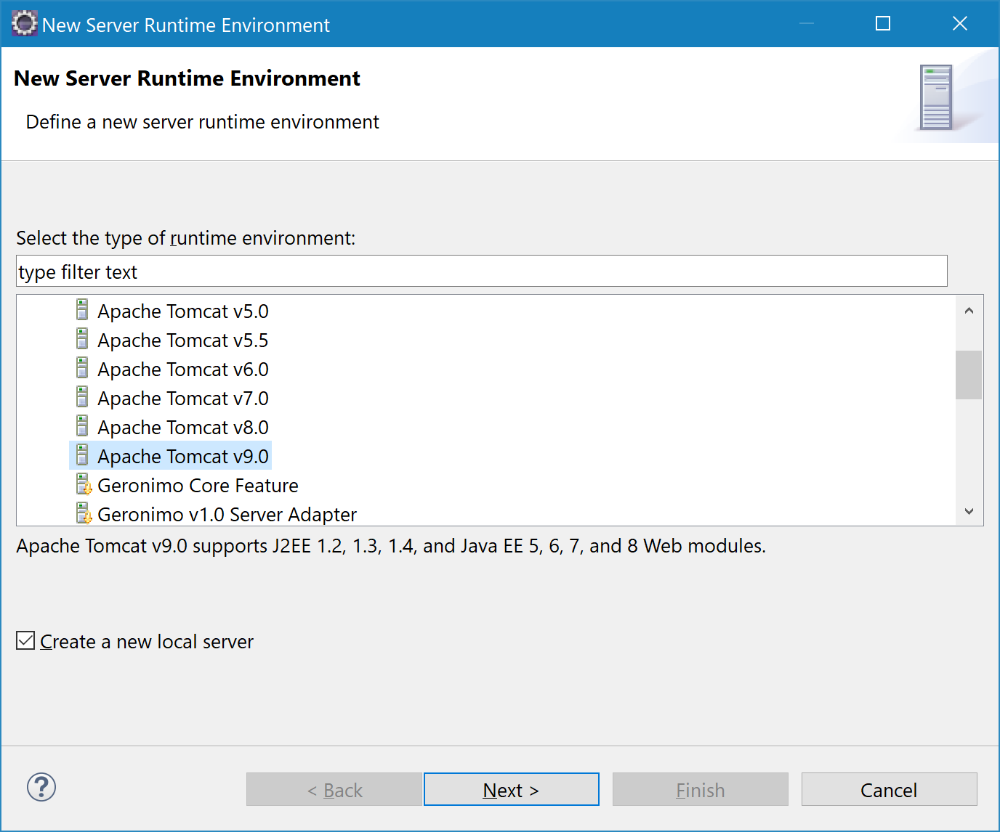 New Server Runtime Environment
New Server Runtime Environment
Define a new server runtime environment
Select the type of runtime environment:
type filter text
Apache Tomcat v5.0
Apache Tomcat v5.5
Apache Tomcat v6.0
Apache Tomcat v7.0
Apache Tomcat v8.0
Apache Tomcat v9.0
Geronimo Core Feature
Geronimo v1.0 Server Adapter
Apache Tomcat v9.0 supports J2EE 1.2, 1.3, 1.4, and Java EE 5, 6, 7, and 8 Web modules.
Create a new local server
? < Back Next > Finish Cancel